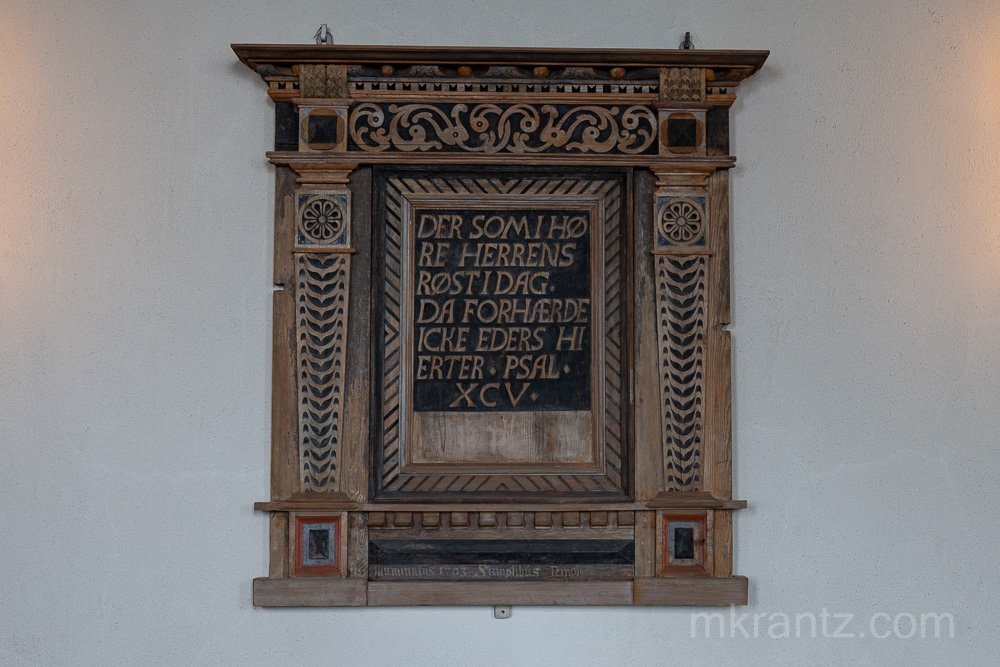 DER SOM I HØ
RE HERRENS
RØST I DAG.
DA FORHÆRDE
ICKE EDERS HI
ERTER · PSAL ·
XCV ·
1703
mkrantz.com